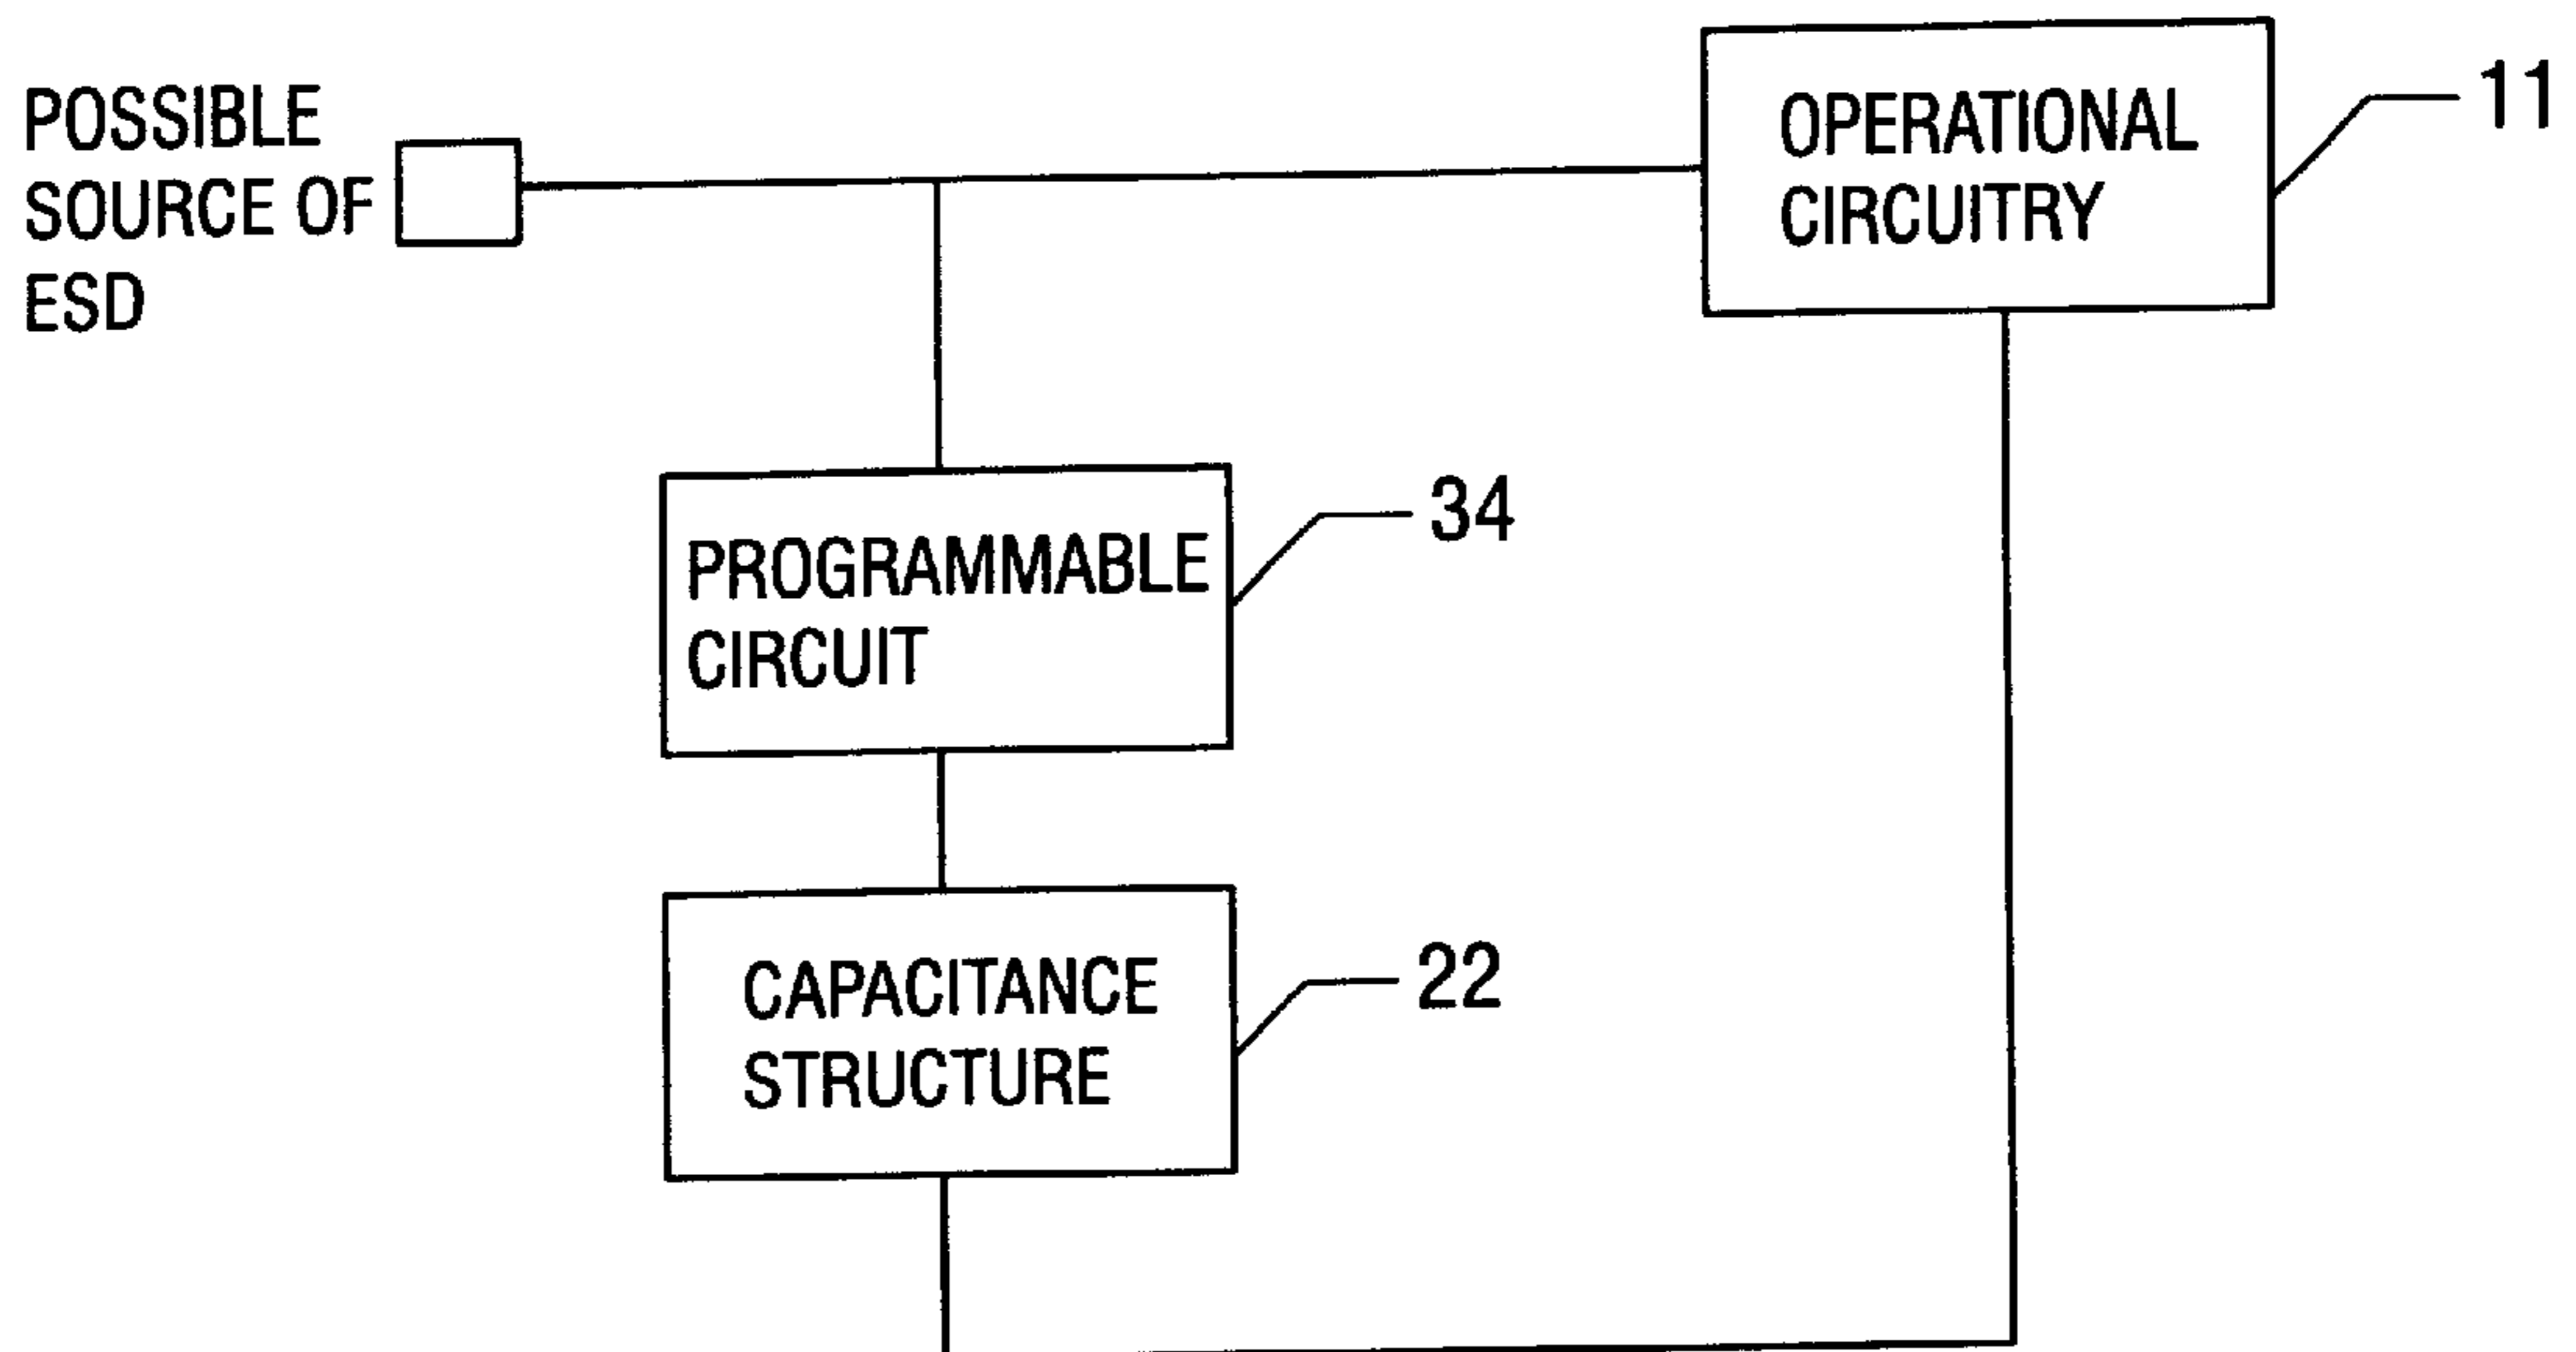 POSSIBLE
SOURCE OF
ESD
OPERATIONAL
CIRCUITRY
11
PROGRAMMABLE
CIRCUIT
34
CAPACITANCE
STRUCTURE
22